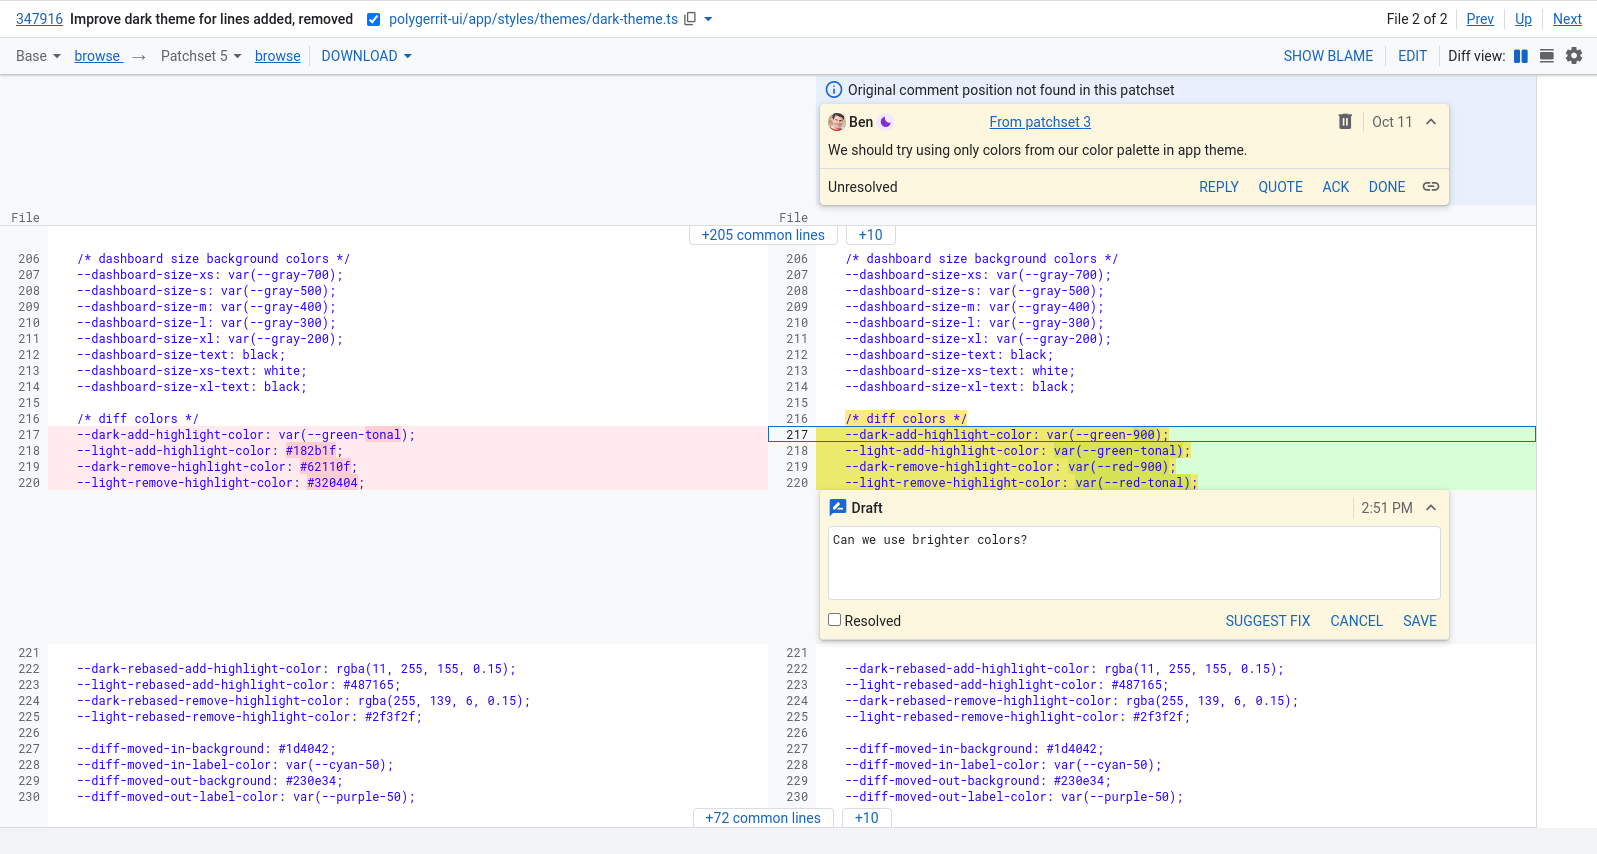 347916 Improve dark theme for lines added, removed polygerrit-ui/app/styles/themes/dark-theme.ts File 2 of 2 Prev Up Next
Base browse → Patchset 5 browse DOWNLOAD SHOW BLAME EDIT Diff view:
Original comment position not found in this patchset
Ben From patchset 3 Oct 11
We should try using only colors from our color palette in app theme.
Unresolved REPLY QUOTE ACK DONE
File File
+205 common lines +10
206 /* dashboard size background colors */ 206 /* dashboard size background colors */
207 --dashboard-size-xs: var(--gray-700); 207 --dashboard-size-xs: var(--gray-700);
208 --dashboard-size-s: var(--gray-500); 208 --dashboard-size-s: var(--gray-500);
209 --dashboard-size-m: var(--gray-400); 209 --dashboard-size-m: var(--gray-400);
210 --dashboard-size-l: var(--gray-300); 210 --dashboard-size-l: var(--gray-300);
211 --dashboard-size-xl: var(--gray-200); 211 --dashboard-size-xl: var(--gray-200);
212 --dashboard-size-text: black; 212 --dashboard-size-text: black;
213 --dashboard-size-xs-text: white; 213 --dashboard-size-xs-text: white;
214 --dashboard-size-xl-text: black; 214 --dashboard-size-xl-text: black;
215 215
216 /* diff colors */ 216 /* diff colors */
217 --dark-add-highlight-color: var(--green-tonal); 217 --dark-add-highlight-color: var(--green-900);
218 --light-add-highlight-color: #182b1f; 218 --light-add-highlight-color: var(--green-tonal);
219 --dark-remove-highlight-color: #62110f; 219 --dark-remove-highlight-color: var(--red-900);
220 --light-remove-highlight-color: #320404; 220 --light-remove-highlight-color: var(--red-tonal);
Draft 2:51 PM
Can we use brighter colors?
Resolved SUGGEST FIX CANCEL SAVE
221 221
222 --dark-rebased-add-highlight-color: rgba(11, 255, 155, 0.15); 222 --dark-rebased-add-highlight-color: rgba(11, 255, 155, 0.15);
223 --light-rebased-add-highlight-color: #487165; 223 --light-rebased-add-highlight-color: #487165;
224 --dark-rebased-remove-highlight-color: rgba(255, 139, 6, 0.15); 224 --dark-rebased-remove-highlight-color: rgba(255, 139, 6, 0.15);
225 --light-rebased-remove-highlight-color: #2f3f2f; 225 --light-rebased-remove-highlight-color: #2f3f2f;
226 226
227 --diff-moved-in-background: #1d4042; 227 --diff-moved-in-background: #1d4042;
228 --diff-moved-in-label-color: var(--cyan-50); 228 --diff-moved-in-label-color: var(--cyan-50);
229 --diff-moved-out-background: #230e34; 229 --diff-moved-out-background: #230e34;
230 --diff-moved-out-label-color: var(--purple-50); 230 --diff-moved-out-label-color: var(--purple-50);
+72 common lines +10